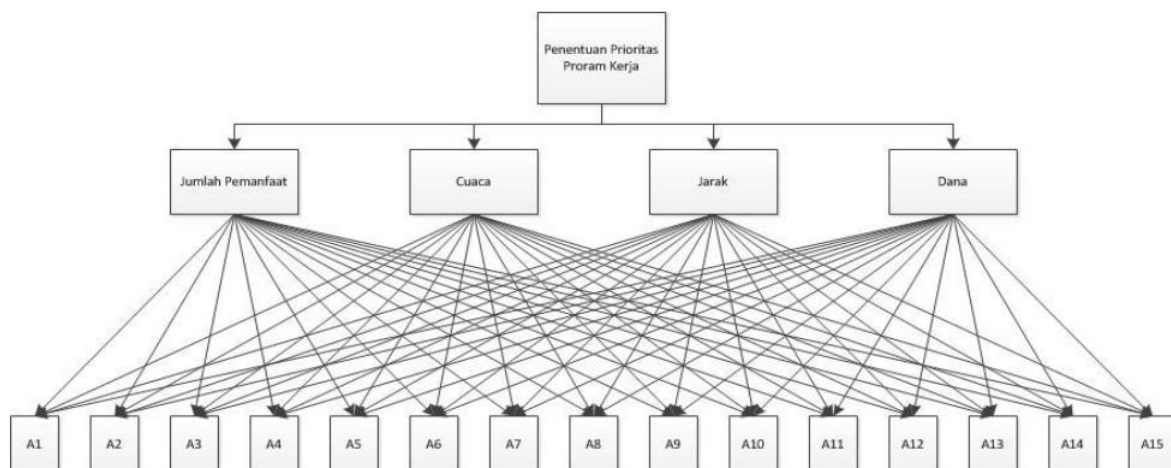 Penentuan Prioritas
Proram Kerja
Jumlah Pemanfaat
Cuaca
Jarak
Dana
A1
A2
A3
A4
A5
A6
A7
A8
A9
A10
A11
A12
A13
A14
A15